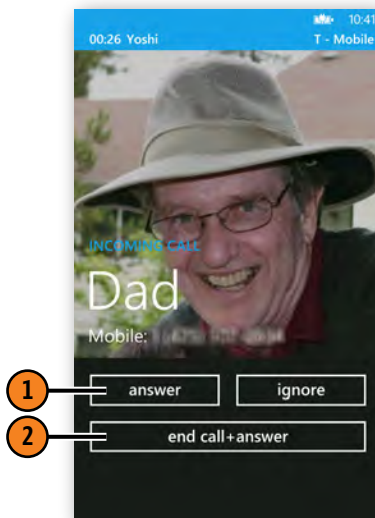 10:41
00:26 Yoshi T - Mobile
INCOMING CALL
Dad
Mobile:
1 answer ignore
2 end call+answer